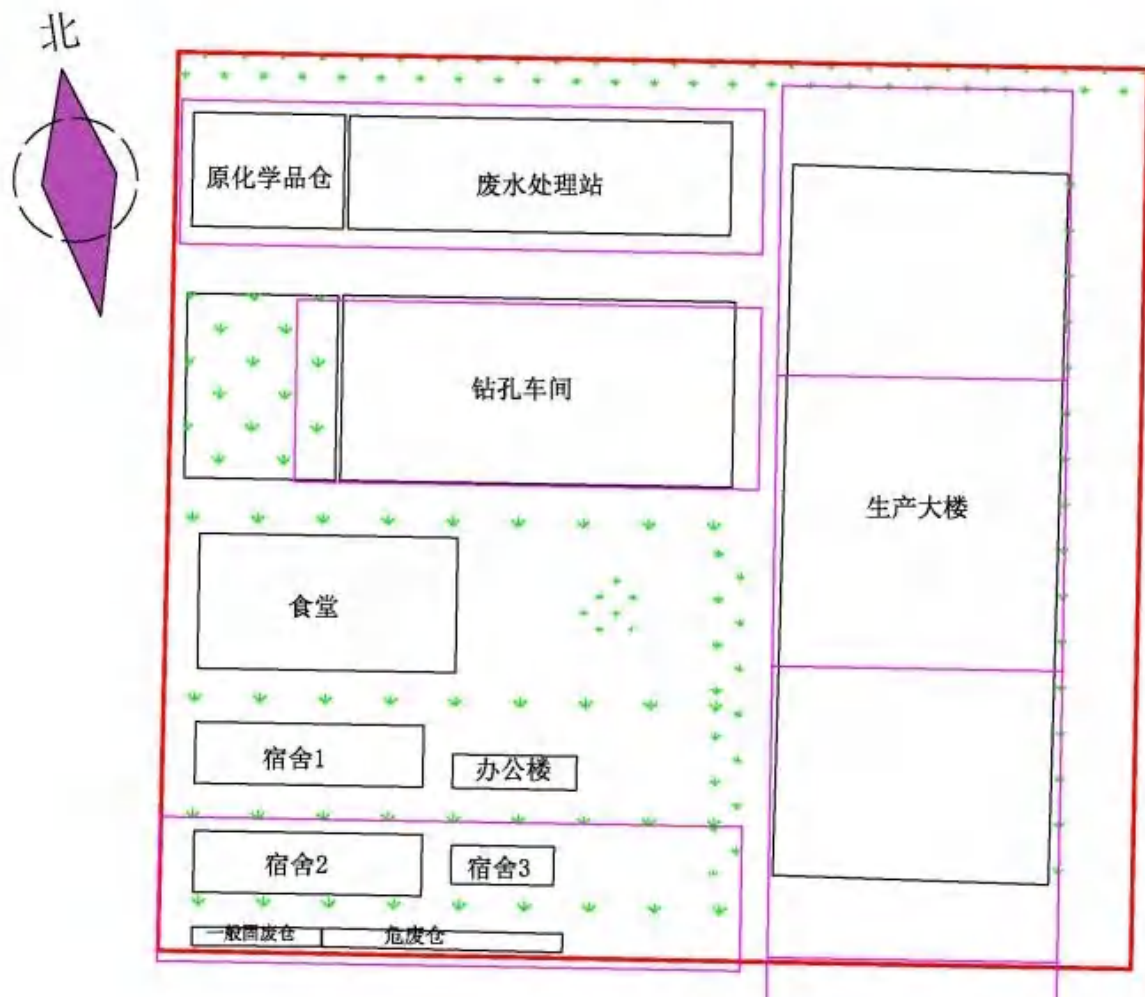 北
原化学品仓
废水处理站
钻孔车间
生产大楼
食堂
宿舍1
办公楼
宿舍2
宿舍3
一般固废仓
危废仓